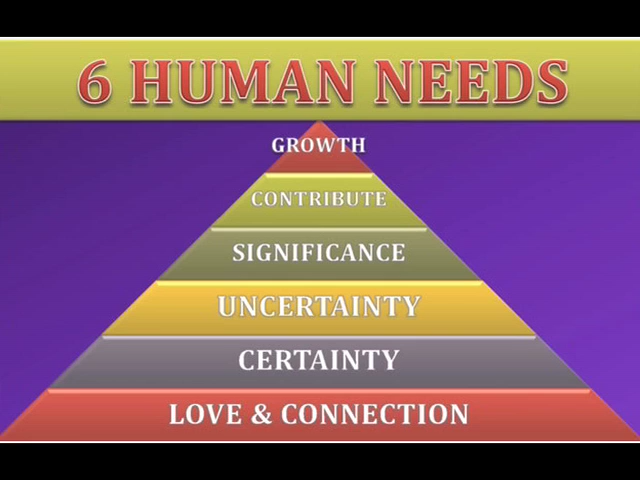 6 HUMAN NEEDS
GROWTH
CONTRIBUTE
SIGNIFICANCE
UNCERTAINTY
CERTAINTY
LOVE & CONNECTION